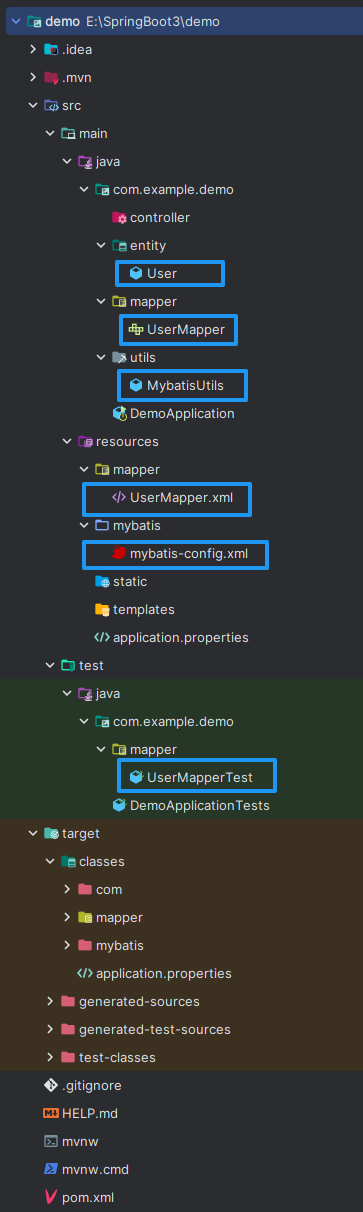 demo E:\SpringBoot3\demo
.idea
.mvn
src
main
java
com.example.demo
controller
entity
User
mapper
UserMapper
utils
MybatisUtils
DemoApplication
resources
mapper
UserMapper.xml
mybatis
mybatis-config.xml
static
templates
application.properties
test
java
com.example.demo
mapper
UserMapperTest
DemoApplicationTests
target
classes
com
mapper
mybatis
application.properties
generated-sources
generated-test-sources
test-classes
.gitignore
HELP.md
mvnw
mvnw.cmd
pom.xml